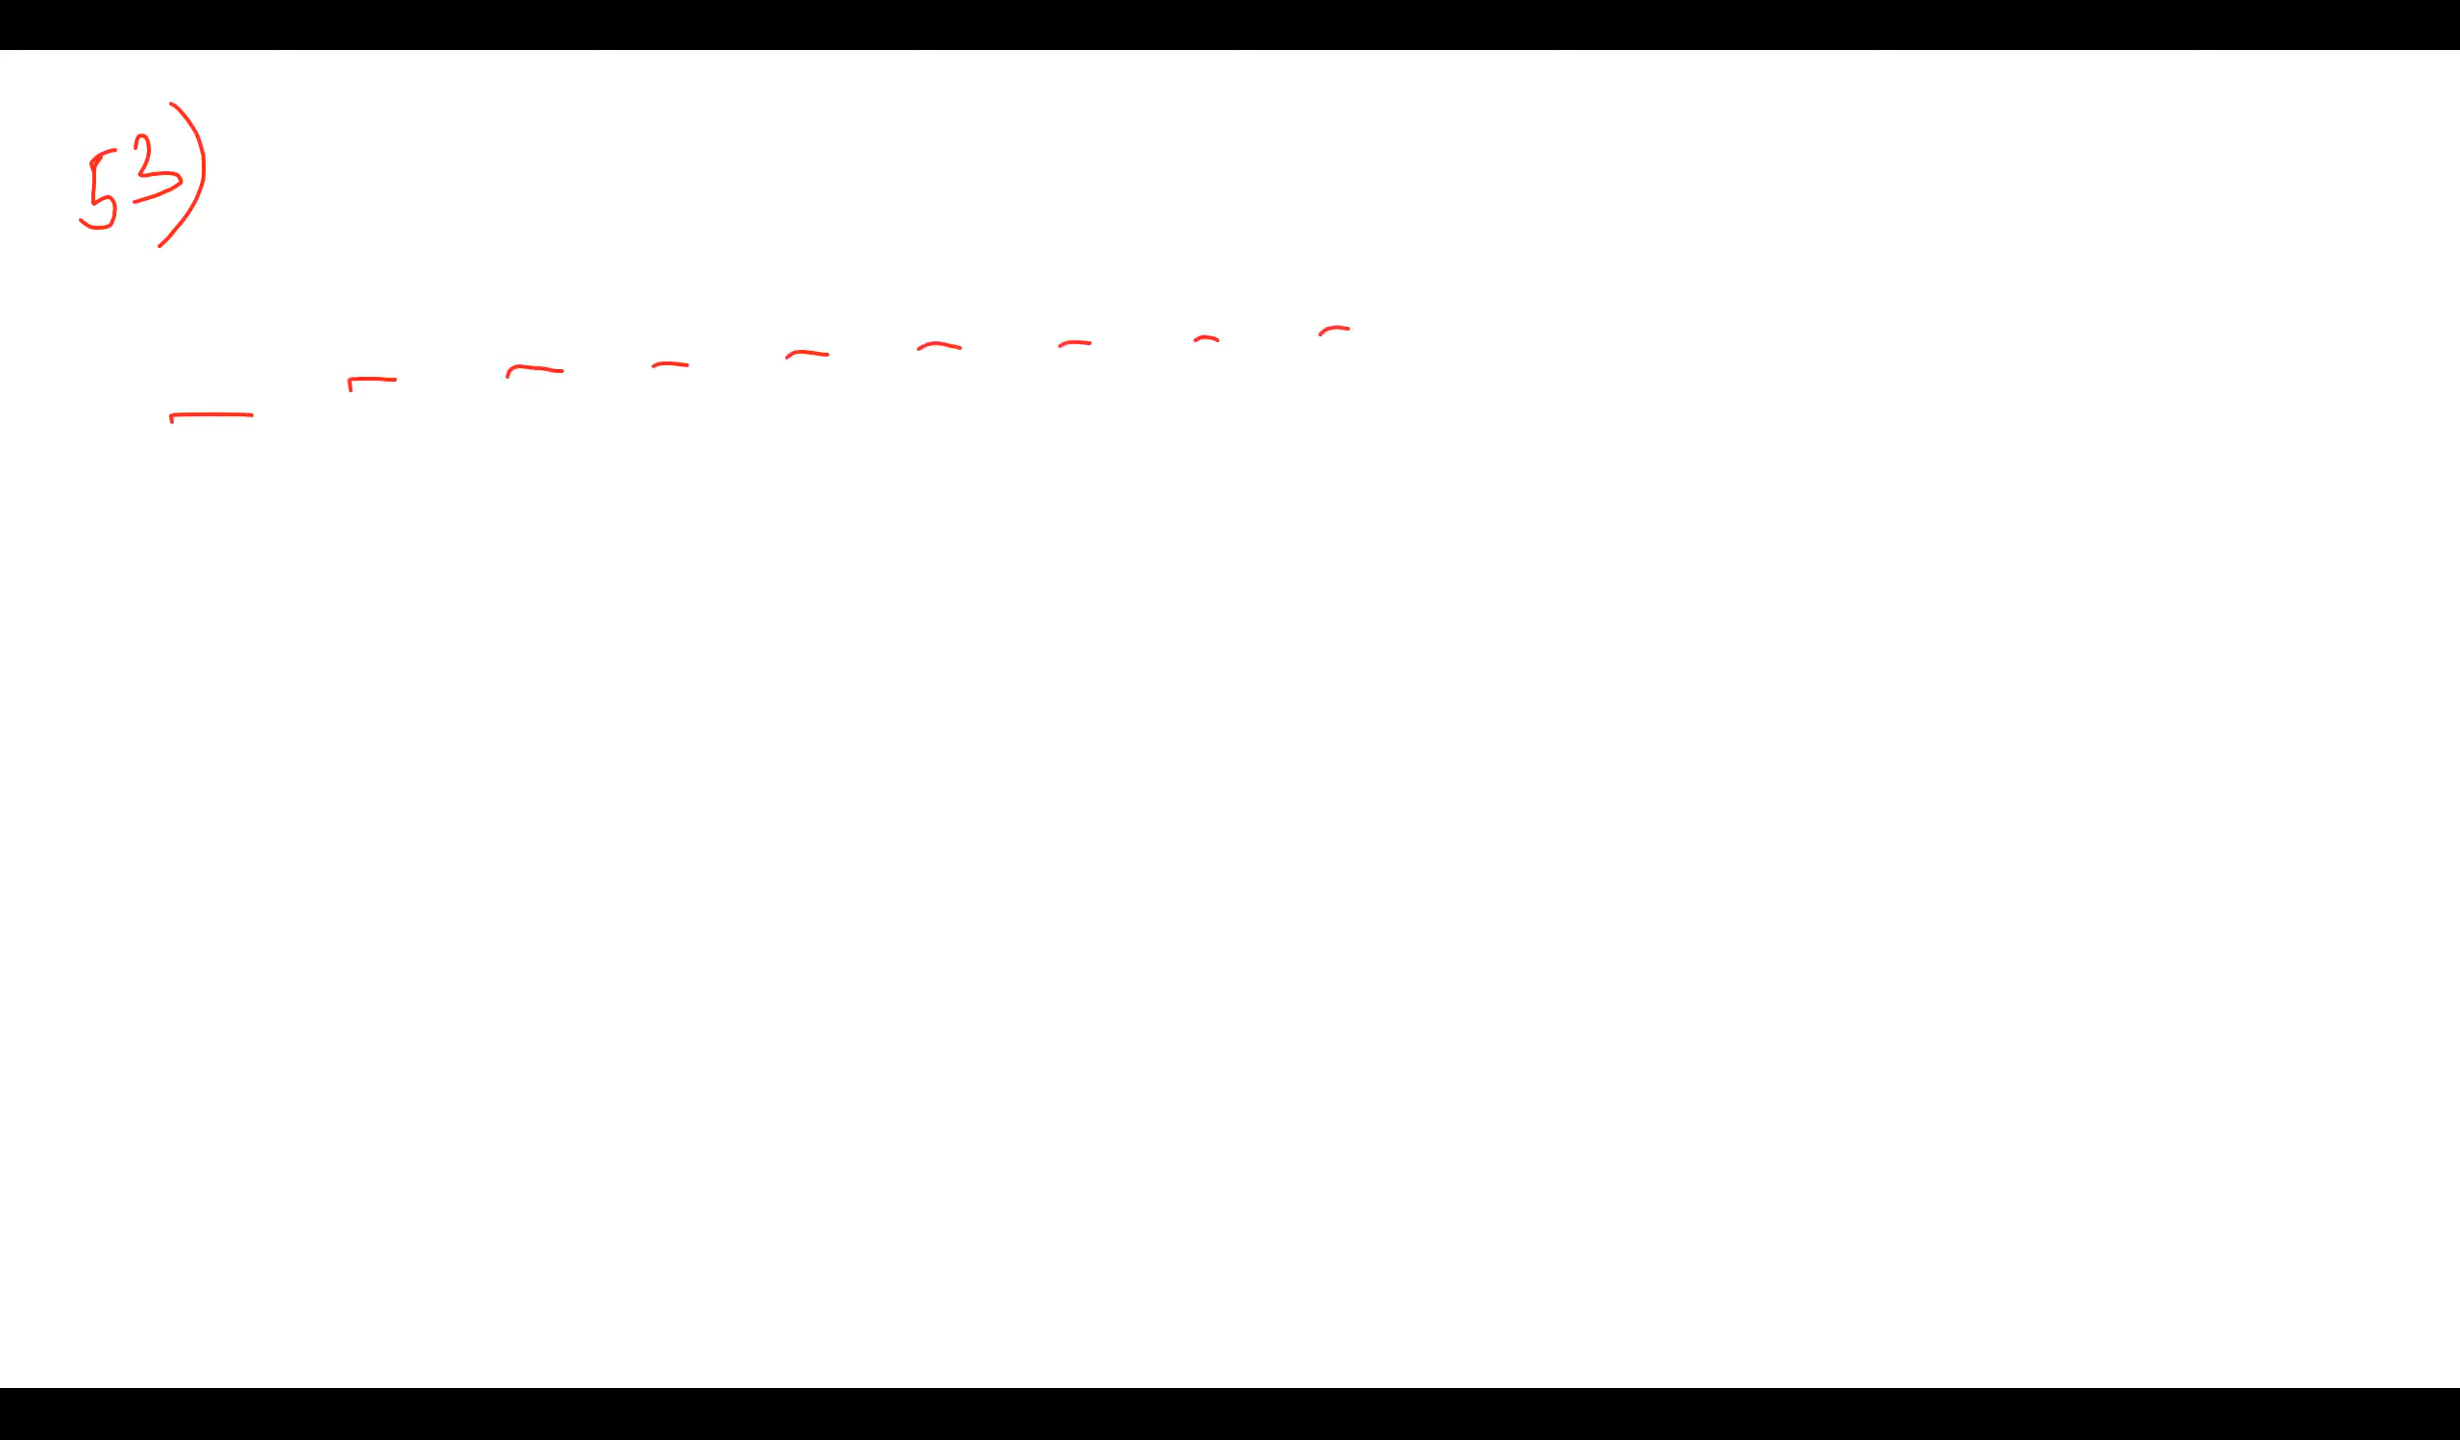 53)
_ _ _ _ _ _ _ _ _